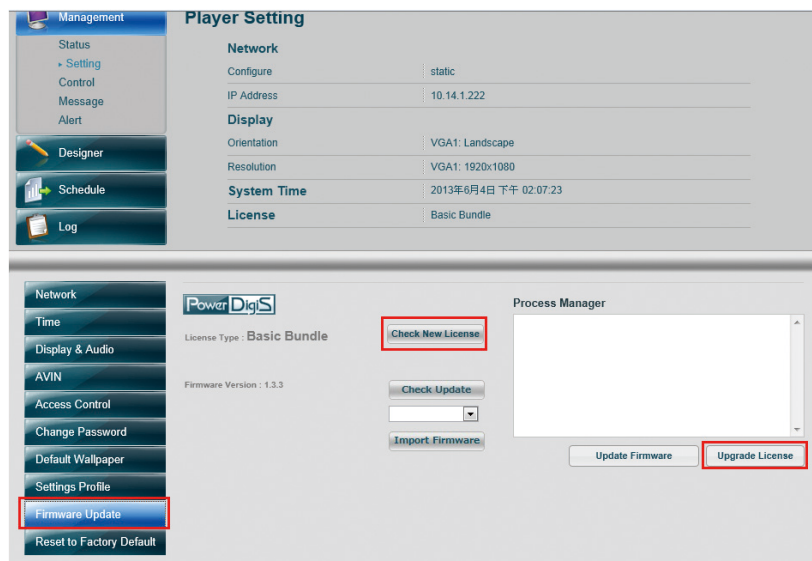 Management
Status
Setting
Control
Message
Alert
Designer
Schedule
Log
Player Setting
Network
Configure static
IP Address 10.14.1.222
Display
Orientation VGA1: Landscape
Resolution VGA1: 1920x1080
System Time 2013年6月4日 下午 02:07:23
License Basic Bundle
Network
Time
Display & Audio
AVIN
Access Control
Change Password
Default Wallpaper
Settings Profile
Firmware Update
Reset to Factory Default
Power DigiS
License Type : Basic Bundle
Check New License
Firmware Version : 1.3.3
Check Update
Import Firmware
Process Manager
Update Firmware
Upgrade License